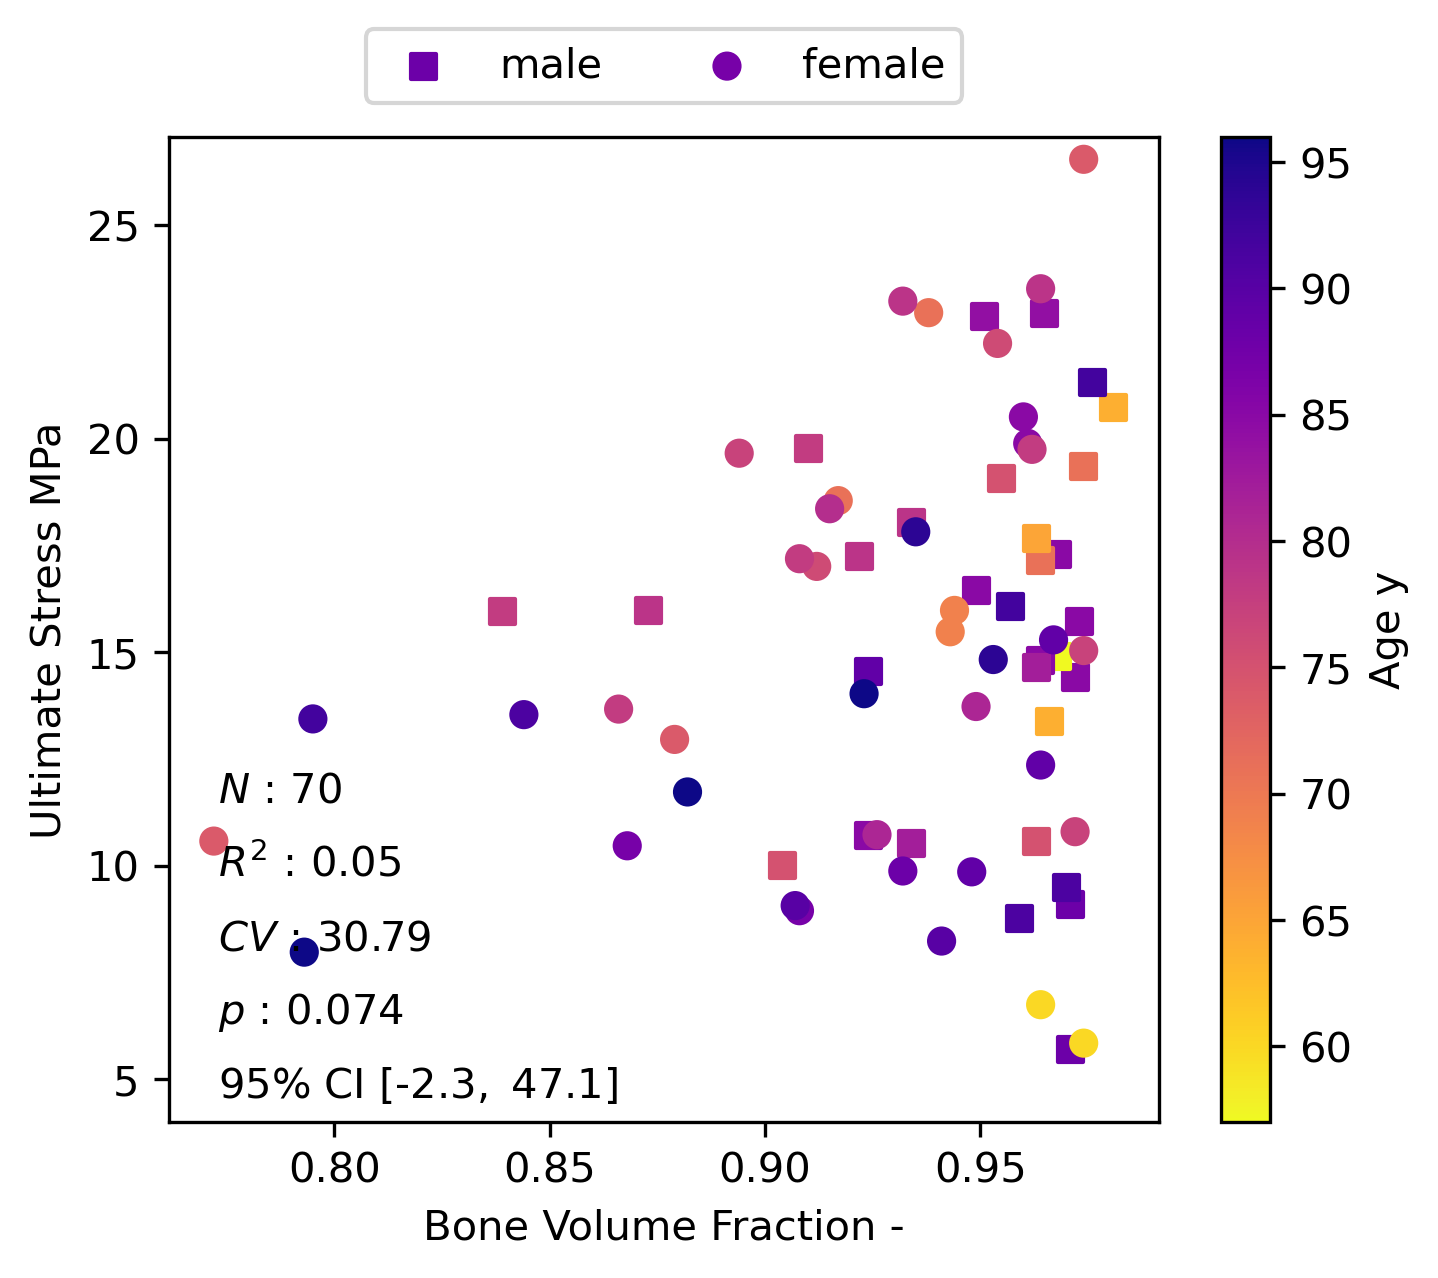 male female
25
20
15
10
5
Ultimate Stress MPa
N : 70
R² : 0.05
CV : 30.79
p : 0.074
95% CI [-2.3, 47.1]
0.80 0.85 0.90 0.95
Bone Volume Fraction -
95
90
85
80
75
70
65
60
Age y